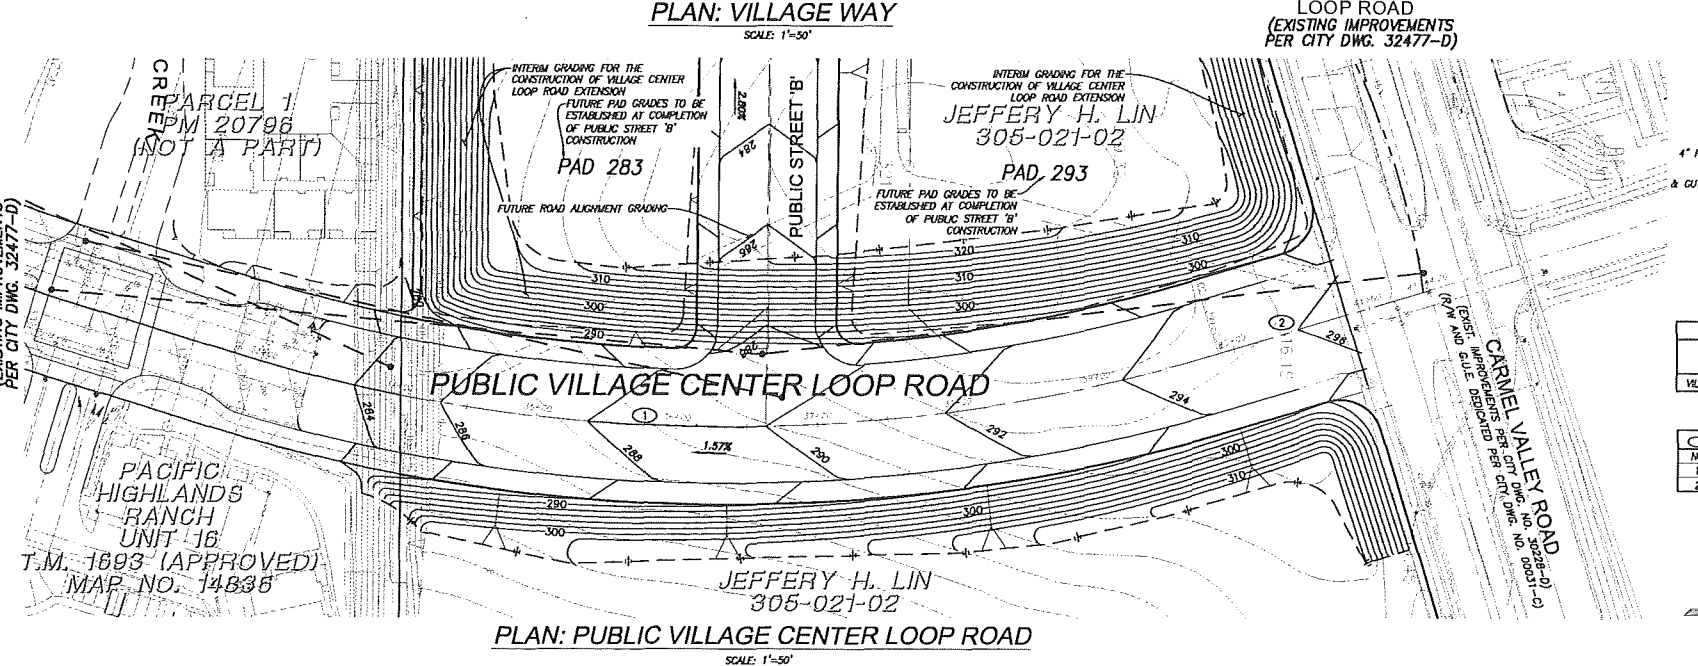 PLAN: VILLAGE WAY
SCALE: 1"=50'
LOOP ROAD
(EXISTING IMPROVEMENTS
PER CITY DWG. 32477-D)
PER CITY DWG. 32477-D)
CREEK
PARCEL 1
PM 20796
(NOT A PART)
INTERIM GRADING FOR THE
CONSTRUCTION OF VILLAGE CENTER
LOOP ROAD EXTENSION
FUTURE PAD GRADES TO BE
ESTABLISHED AT COMPLETION
OF PUBLIC STREET 'B'
CONSTRUCTION
PAD 283
FUTURE ROAD ALIGNMENT GRADING
2.80%
284
286
PUBLIC STREET 'B'
INTERIM GRADING FOR THE
CONSTRUCTION OF VILLAGE CENTER
LOOP ROAD EXTENSION
JEFFERY H. LIN
305-021-02
PAD 293
FUTURE PAD GRADES TO BE
ESTABLISHED AT COMPLETION
OF PUBLIC STREET 'B'
CONSTRUCTION
310
300
290
320
310
300
310
300
PUBLIC VILLAGE CENTER LOOP ROAD
284
286
288
1
1.57%
290
292
294
2
296
290
300
300
300
310
CARMEL VALLEY ROAD
(EXIST. IMPROVEMENTS PER CITY DWG. NO. 30228-D)
(R/W AND G.U.E. DEDICATED PER CITY DWG. NO. 00031-C)
PACIFIC
HIGHLANDS
RANCH
UNIT 16
T.M. 1693 (APPROVED)
MAP NO. 14836
JEFFERY H. LIN
305-021-02
PLAN: PUBLIC VILLAGE CENTER LOOP ROAD
SCALE: 1"=50'